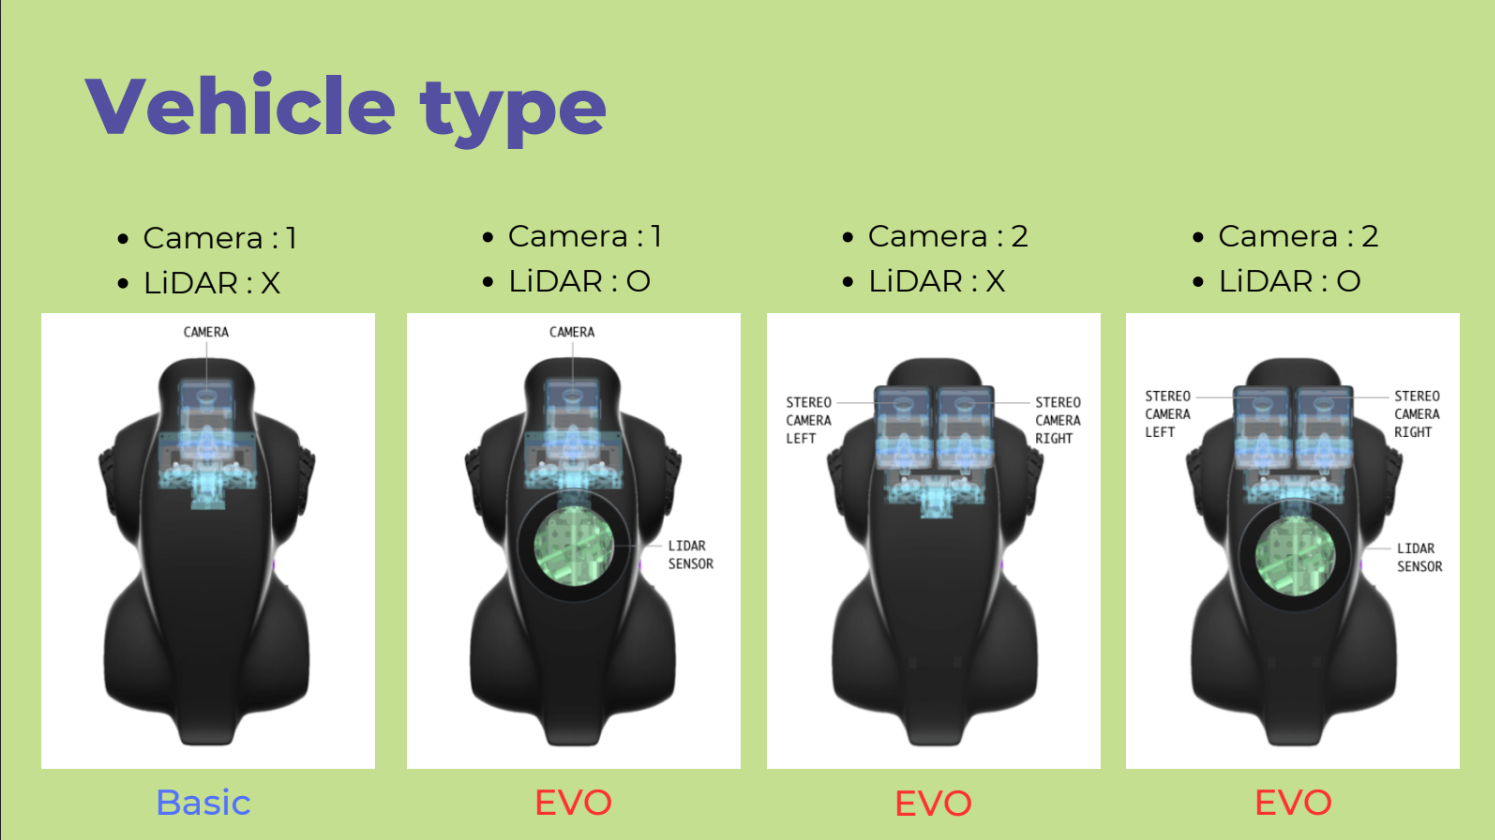 Vehicle type
• Camera : 1
• LiDAR : X
• Camera : 1
• LiDAR : O
• Camera : 2
• LiDAR : X
• Camera : 2
• LiDAR : O
CAMERA
CAMERA
LIDAR
SENSOR
STEREO
CAMERA
LEFT
STEREO
CAMERA
RIGHT
STEREO
CAMERA
LEFT
STEREO
CAMERA
RIGHT
LIDAR
SENSOR
Basic
EVO
EVO
EVO